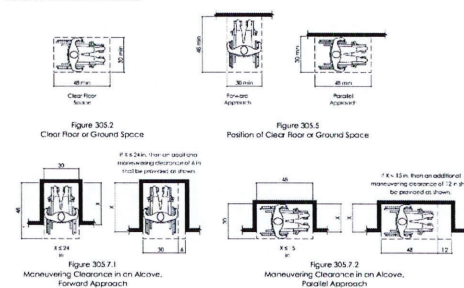 30 min
48 min
Clear Floor
Space
Figure 305.2
Clear Floor or Ground Space
48 min
30 min
Forward
Approach
30 min
48 min
Parallel
Approach
Figure 305.5
Position of Clear Floor or Ground Space
30
48
X
X ≤ 24
in
If X ≤ 24 in, then an additional
maneuvering clearance of 6 in
shall be provided as shown
X
30
6
Figure 305.7.1
Maneuvering Clearance in an Alcove,
Forward Approach
48
30
X
in
If X < 15 in, then an additional
maneuvering clearance of 12 in shall
be provided as shown
X
48
12
Figure 305.7.2
Maneuvering Clearance in an Alcove,
Parallel Approach